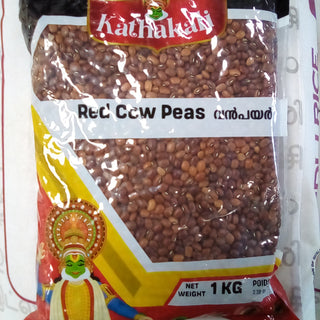 Kathakali
Red Cow Peas വൻപയർ
NET
WEIGHT 1 KG